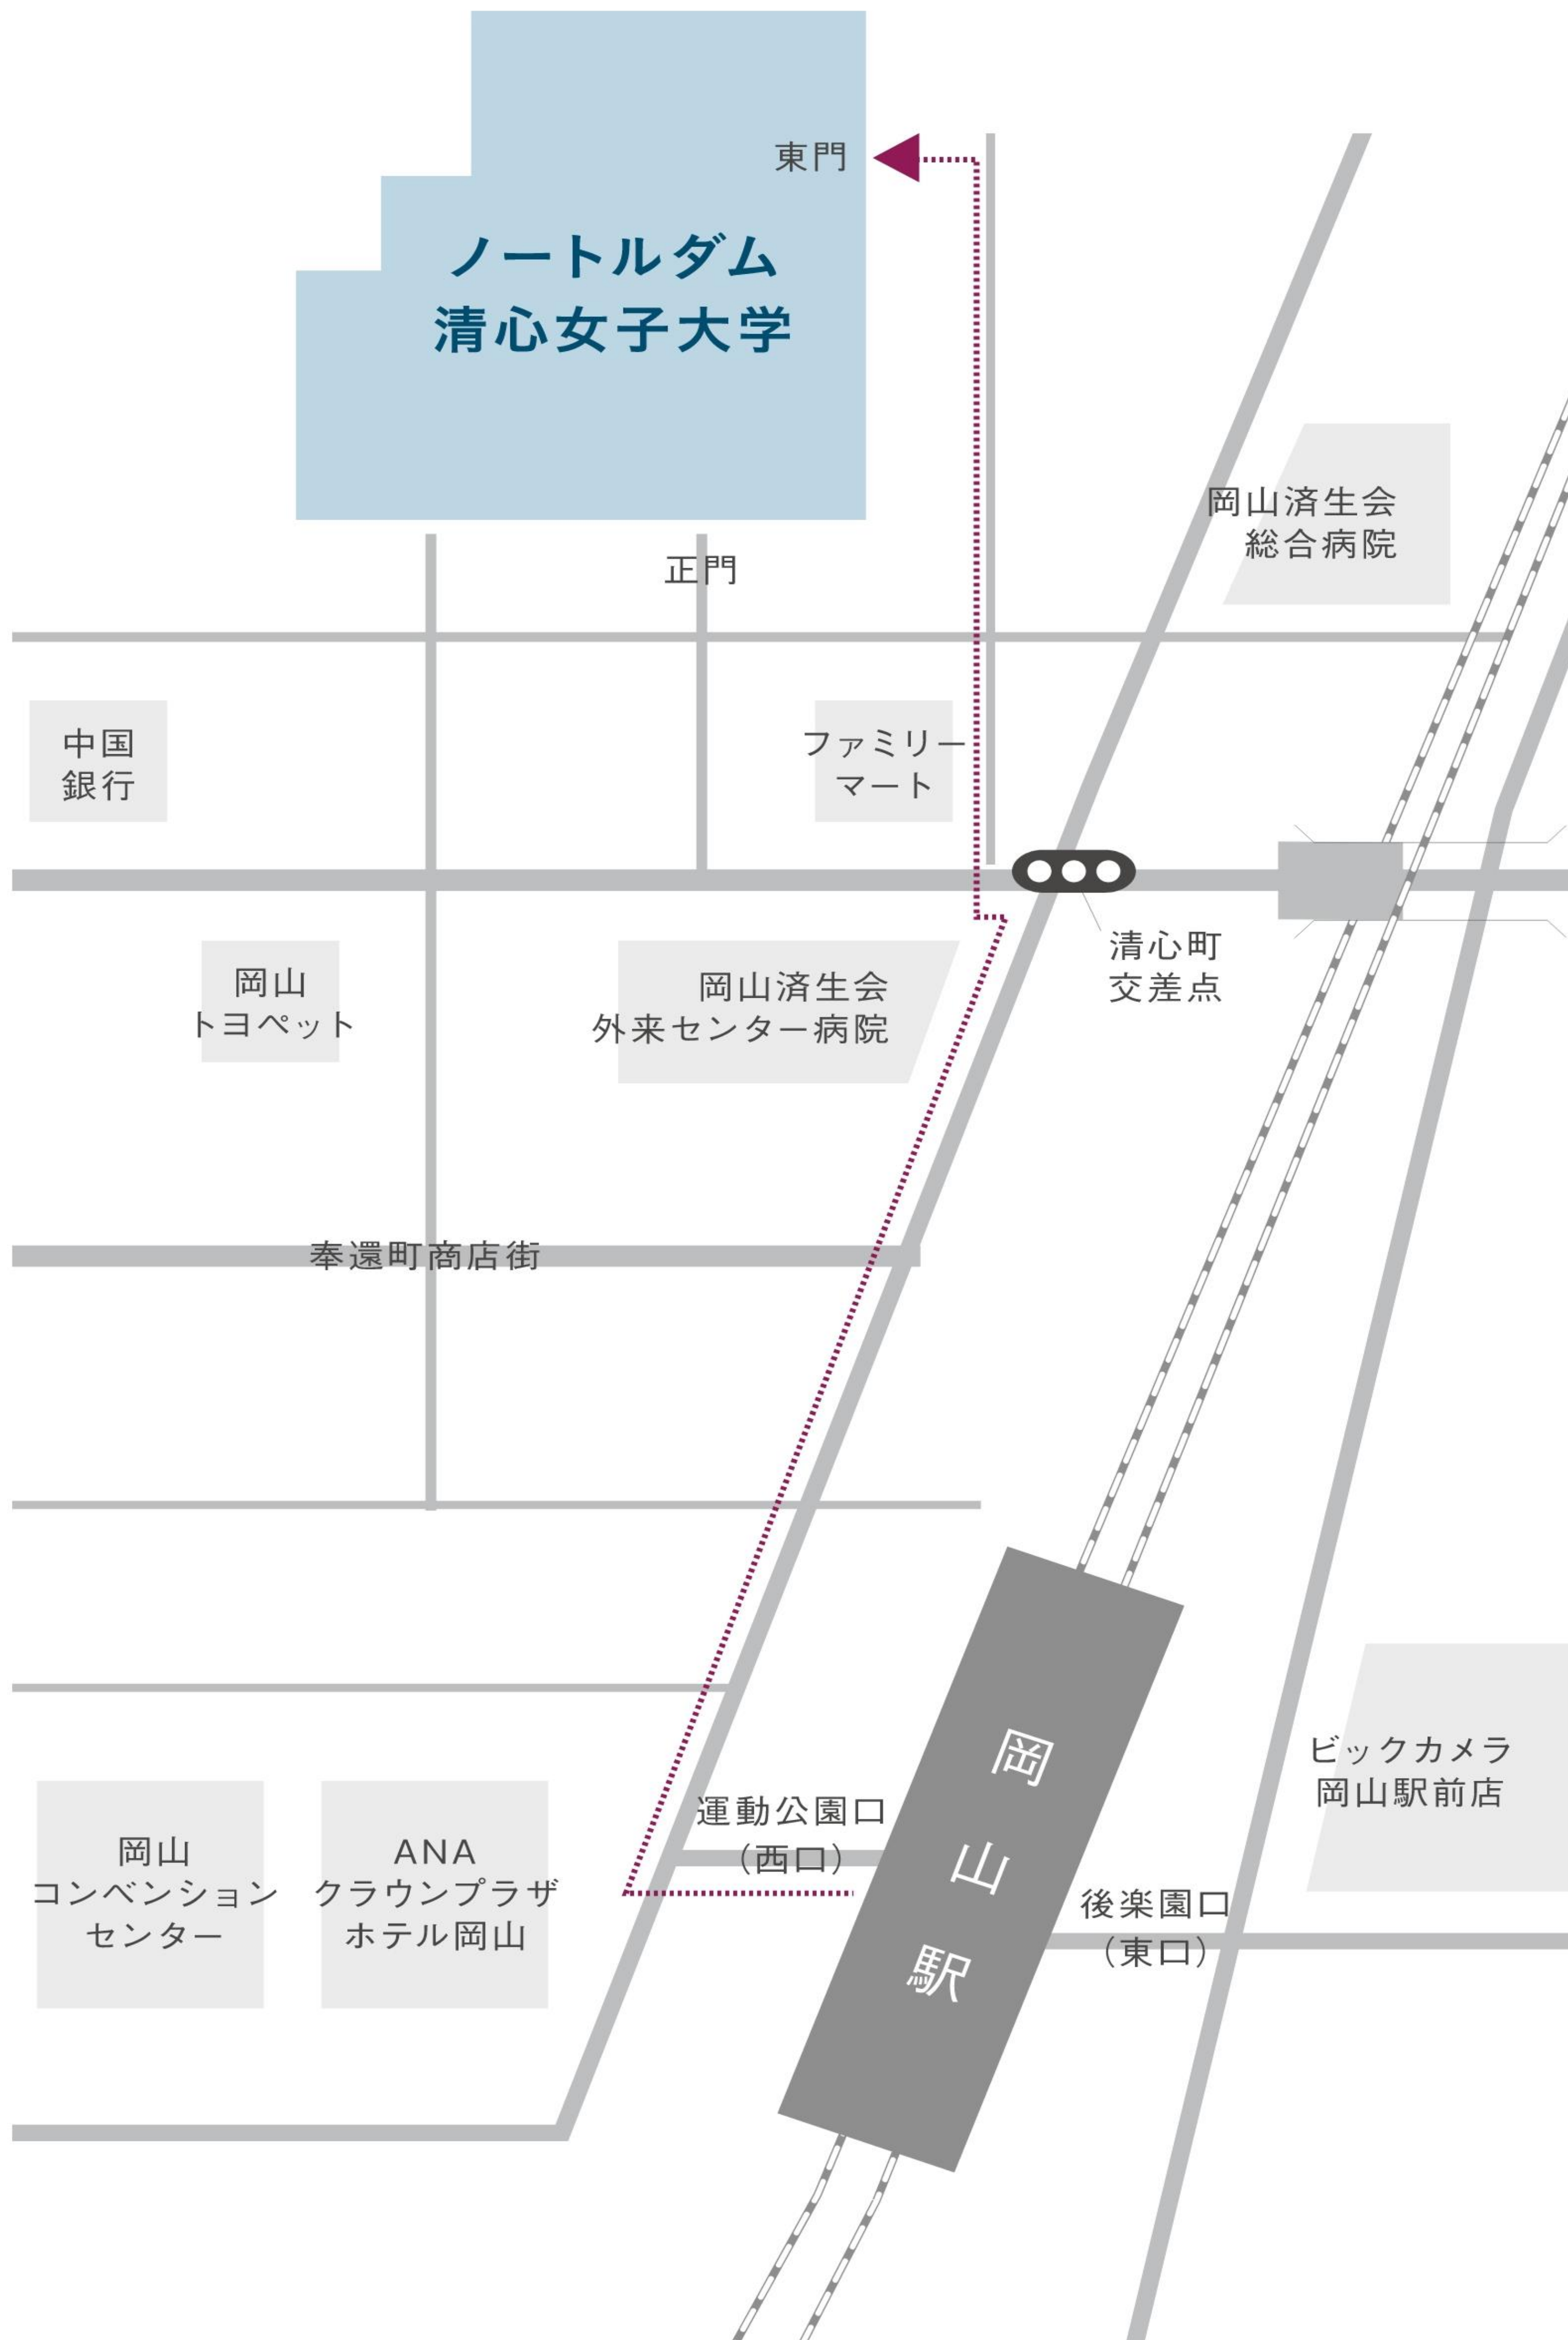 東門
ノートルダム
清心女子大学
岡山済生会
総合病院
正門
中国
銀行
ファミリー
マート
清心町
交差点
岡山
トヨペット
岡山済生会
外来センター病院
奉還町商店街
岡山駅
ビックカメラ
岡山駅前店
運動公園口
（西口）
岡山
コンベンション
センター
ANA
クラウンプラザ
ホテル岡山
後楽園口
（東口）